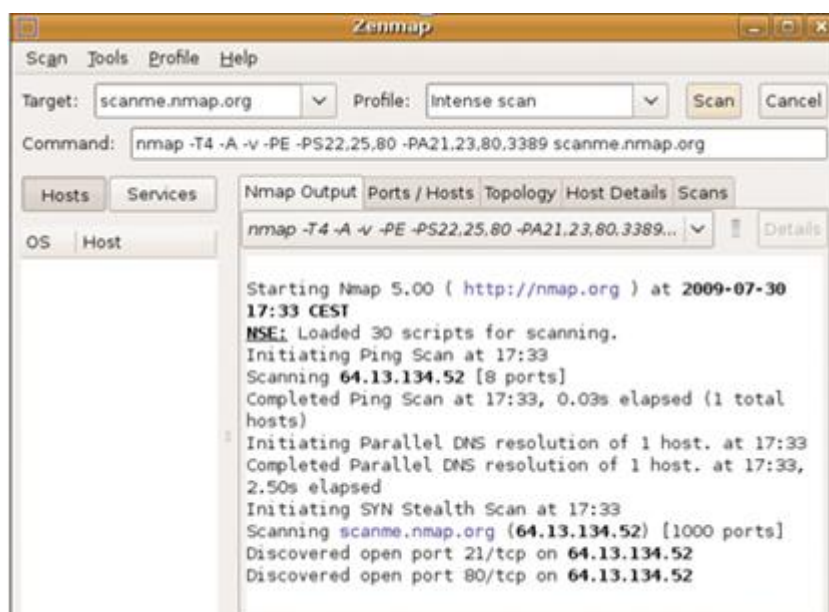 Zenmap
Scan Tools Profile Help
Target: scanme.nmap.org Profile: Intense scan Scan Cancel
Command: nmap -T4 -A -v -PE -PS22,25,80 -PA21,23,80,3389 scanme.nmap.org
Hosts Services
Nmap Output Ports / Hosts Topology Host Details Scans
OS Host
nmap -T4 -A -v -PE -PS22,25,80 -PA21,23,80,3389... Details
Starting Nmap 5.00 ( http://nmap.org ) at 2009-07-30
17:33 CEST
NSE: Loaded 30 scripts for scanning.
Initiating Ping Scan at 17:33
Scanning 64.13.134.52 [8 ports]
Completed Ping Scan at 17:33, 0.03s elapsed (1 total
hosts)
Initiating Parallel DNS resolution of 1 host. at 17:33
Completed Parallel DNS resolution of 1 host. at 17:33,
2.50s elapsed
Initiating SYN Stealth Scan at 17:33
Scanning scanme.nmap.org (64.13.134.52) [1000 ports]
Discovered open port 21/tcp on 64.13.134.52
Discovered open port 80/tcp on 64.13.134.52